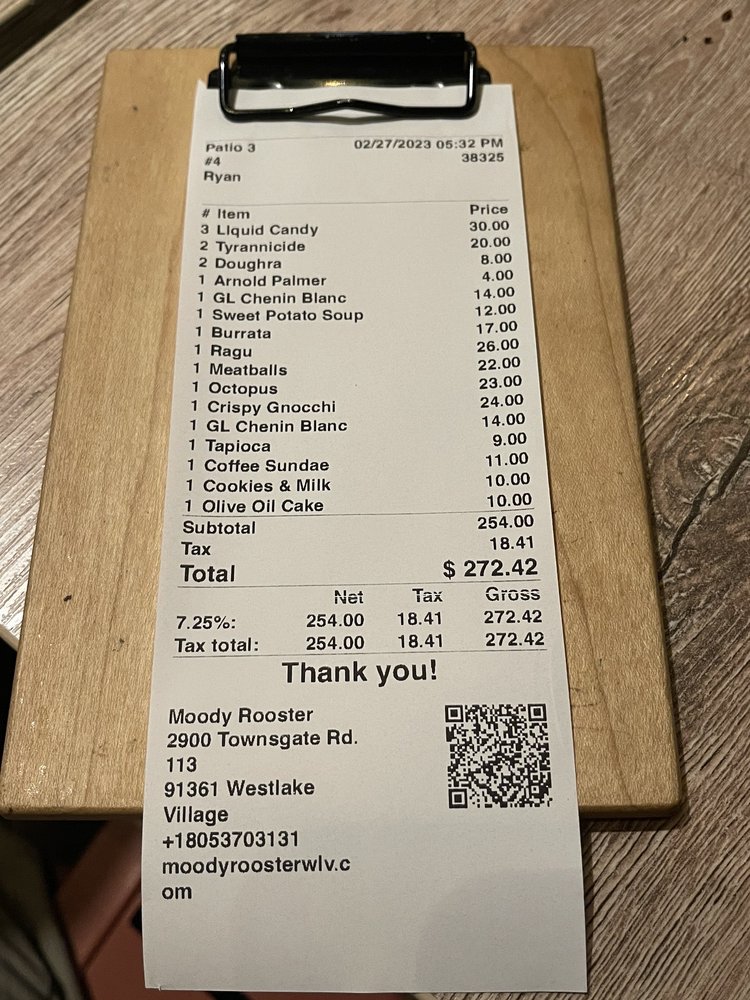 Patio 3 02/27/2023 05:32 PM
#4 38325
Ryan
# Item Price
3 Liquid Candy 30.00
2 Tyrannicide 20.00
2 Doughra 8.00
1 Arnold Palmer 4.00
1 GL Chenin Blanc 14.00
1 Sweet Potato Soup 12.00
1 Burrata 17.00
1 Ragu 26.00
1 Meatballs 22.00
1 Octopus 23.00
1 Crispy Gnocchi 24.00
1 GL Chenin Blanc 14.00
1 Tapioca 9.00
1 Coffee Sundae 11.00
1 Cookies & Milk 10.00
1 Olive Oil Cake 10.00
Subtotal 254.00
Tax 18.41
Total $ 272.42
Net Tax Gross
7.25%: 254.00 18.41 272.42
Tax total: 254.00 18.41 272.42
Thank you!
Moody Rooster
2900 Townsgate Rd.
113
91361 Westlake
Village
+18053703131
moodyroosterwlv.c
om